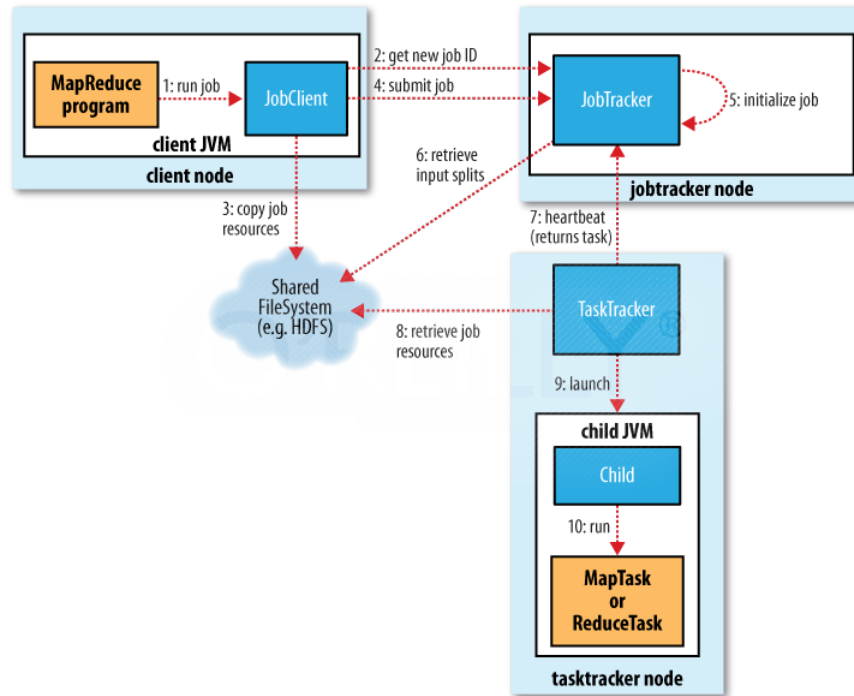 MapReduce
program
1: run job
JobClient
client JVM
client node
2: get new job ID
4: submit job
JobTracker
5: initialize job
jobtracker node
3: copy job
resources
6: retrieve
input splits
7: heartbeat
(returns task)
Shared
FileSystem
(e.g. HDFS)
8: retrieve job
resources
TaskTracker
O'REILLY®
9: launch
child JVM
Child
10: run
MapTask
or
ReduceTask
tasktracker node